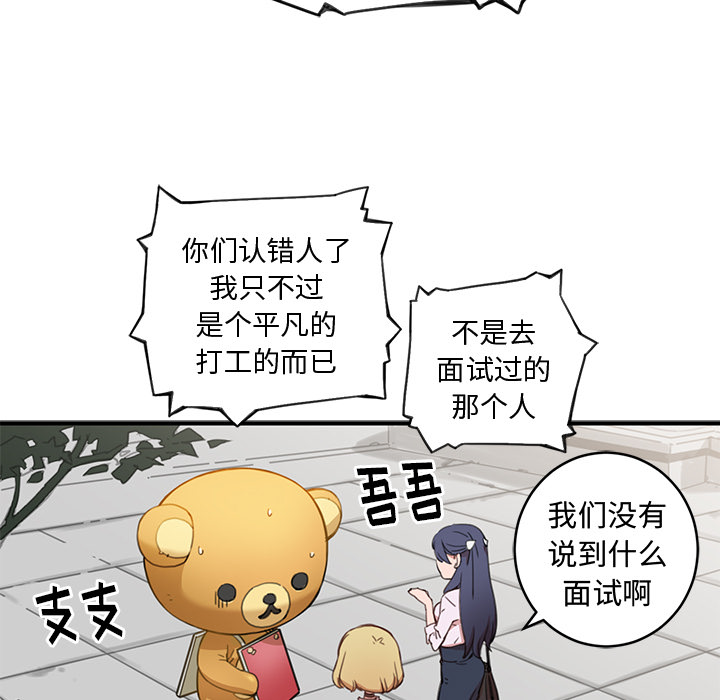 你们认错人了
我只不过
是个平凡的
打工的而已
不是去
面试过的
那个人
吾吾
我们没有
说到什么
面试啊
支支